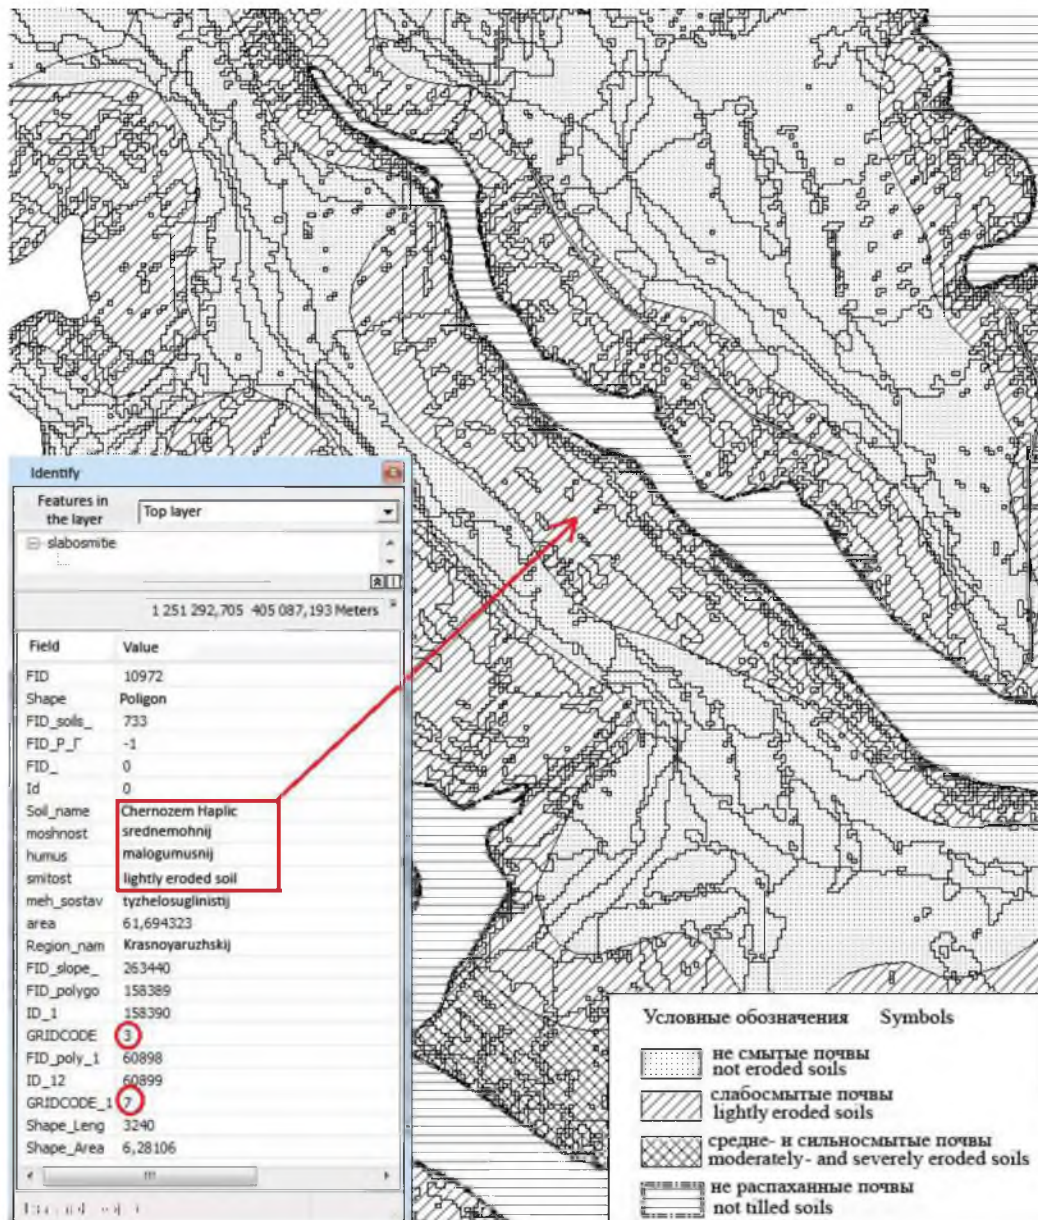 Identify
Features in
the layer
Top layer
slabosmitie
1 251 292,705 405 087,193 Meters
Field Value
FID 10972
Shape Poligon
FID_soils_ 733
FID_P_Г -1
FID_ 0
Id 0
Soil_name Chernozem Haplic
moshnost srednemohnij
humus malogumusnij
smitost lightly eroded soil
meh_sostav tyzhelosuglinistij
area 61,694323
Region_nam Krasnoyaruzhskij
FID_slope_ 263440
FID_polygo 158389
ID_1 158390
GRIDCODE 3
FID_poly_1 60898
ID_12 60899
GRIDCODE_1 7
Shape_Leng 3240
Shape_Area 6,28106
Условные обозначения Symbols
не смытые почвы
not eroded soils
слабосмытые почвы
lightly eroded soils
средне- и сильносмытые почвы
moderately- and severely eroded soils
не распаханные почвы
not tilled soils